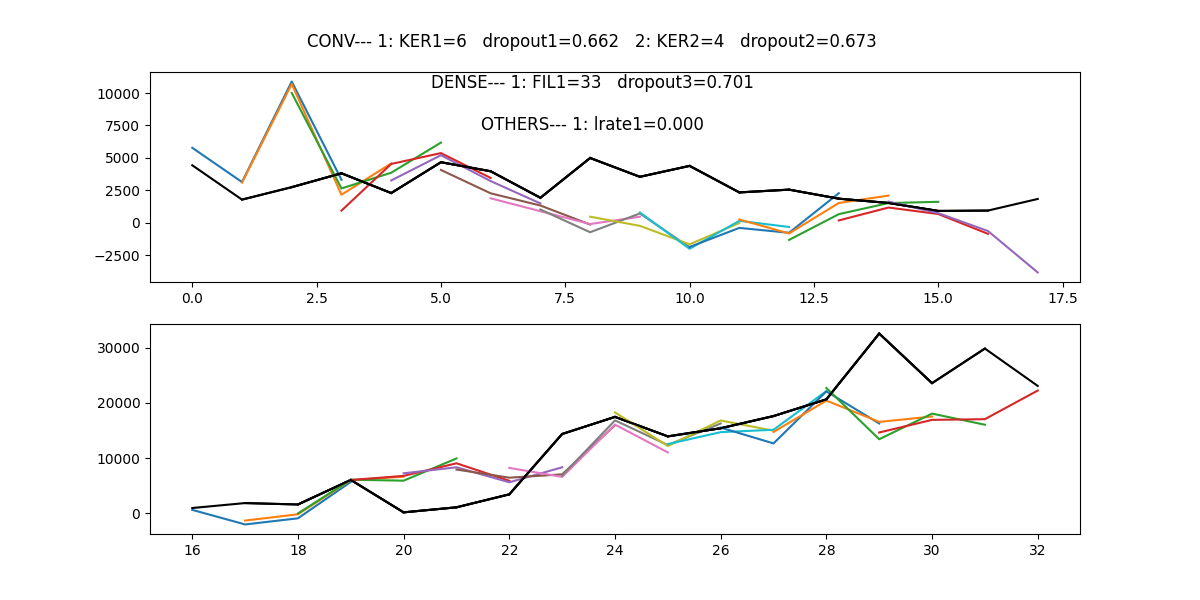 CONV--- 1: KER1=6   dropout1=0.662   2: KER2=4   dropout2=0.673
DENSE--- 1: FIL1=33   dropout3=0.701
OTHERS--- 1: lrate1=0.000
10000
7500
5000
2500
0
−2500
0.0 2.5 5.0 7.5 10.0 12.5 15.0 17.5
30000
20000
10000
0
16 18 20 22 24 26 28 30 32